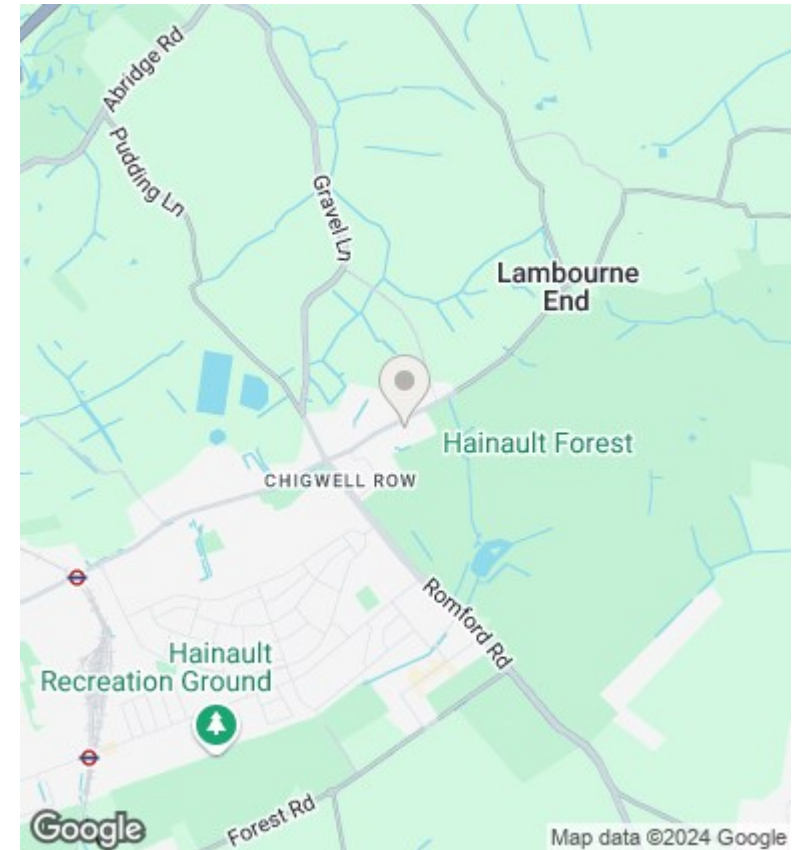 Abridge Rd
Pudding Ln
Gravel Ln
Lambourne
End
Hainault Forest
CHIGWELL ROW
Romford Rd
Hainault
Recreation Ground
Forest Rd
Google
Map data ©2024 Google